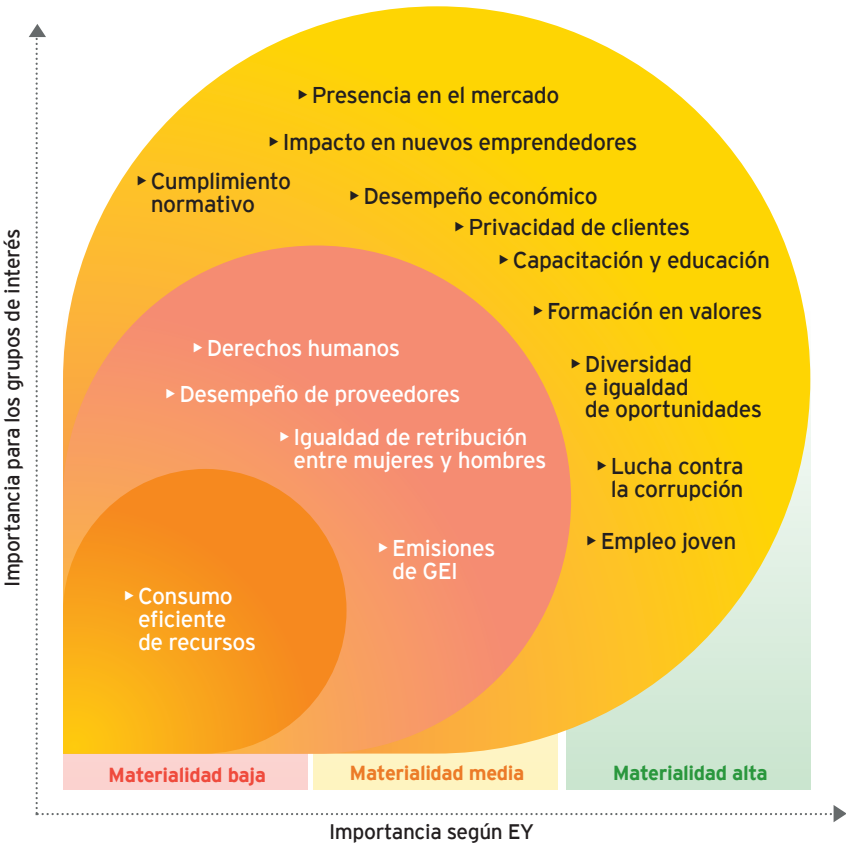 Importancia para los grupos de interés
▸ Presencia en el mercado
▸ Impacto en nuevos emprendedores
▸ Cumplimiento
normativo
▸ Desempeño económico
▸ Privacidad de clientes
▸ Capacitación y educación
▸ Formación en valores
▸ Diversidad
e igualdad
de oportunidades
▸ Lucha contra
la corrupción
▸ Empleo joven
▸ Derechos humanos
▸ Desempeño de proveedores
▸ Igualdad de retribución
entre mujeres y hombres
▸ Emisiones
de GEI
▸ Consumo
eficiente
de recursos
Materialidad baja
Materialidad media
Materialidad alta
Importancia según EY